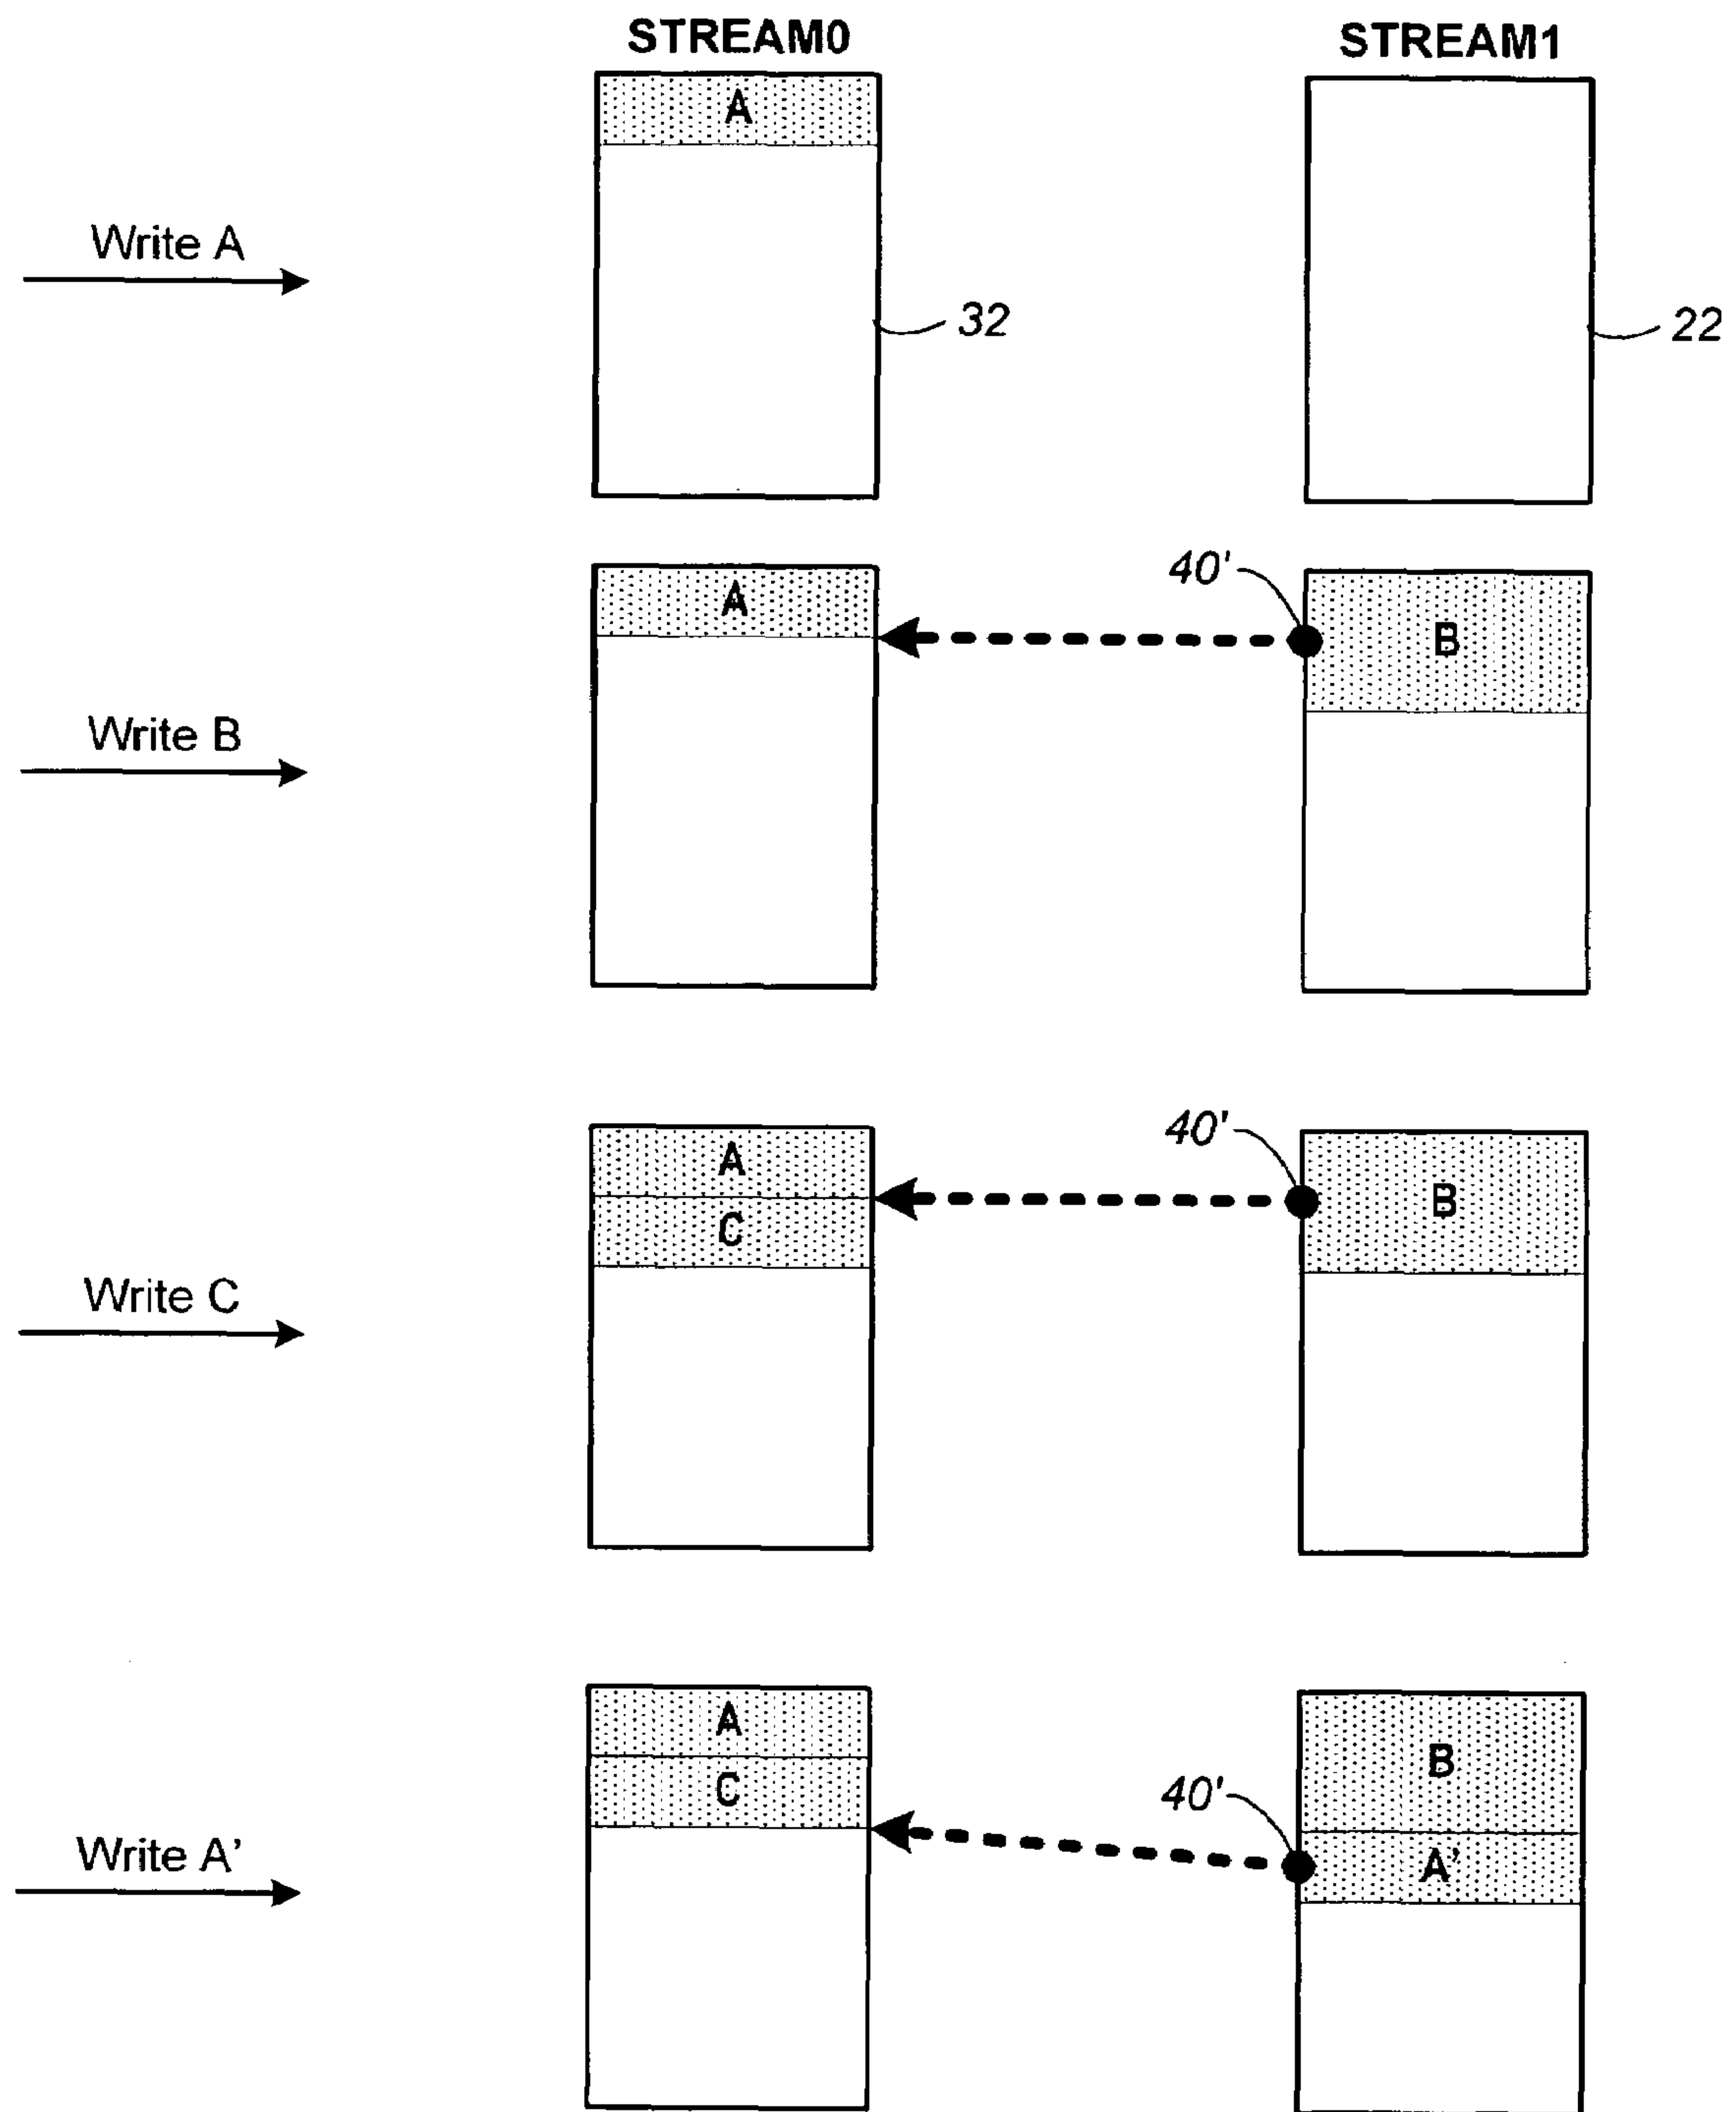 STREAM0 STREAM1
A
Write A
32 22
40'
A B
Write B
40'
A B
C
Write C
A
B
C 40'
Write A’ A’